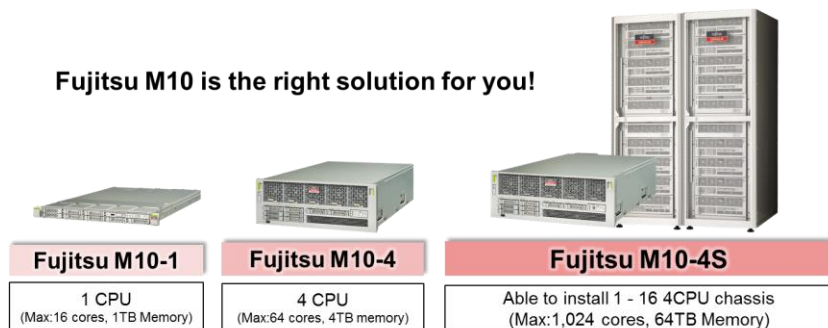 Fujitsu M10 is the right solution for you!
Fujitsu M10-1
Fujitsu M10-4
Fujitsu M10-4S
1 CPU
(Max:16 cores, 1TB Memory)
4 CPU
(Max:64 cores, 4TB memory)
Able to install 1 - 16 4CPU chassis
(Max:1,024 cores, 64TB Memory)